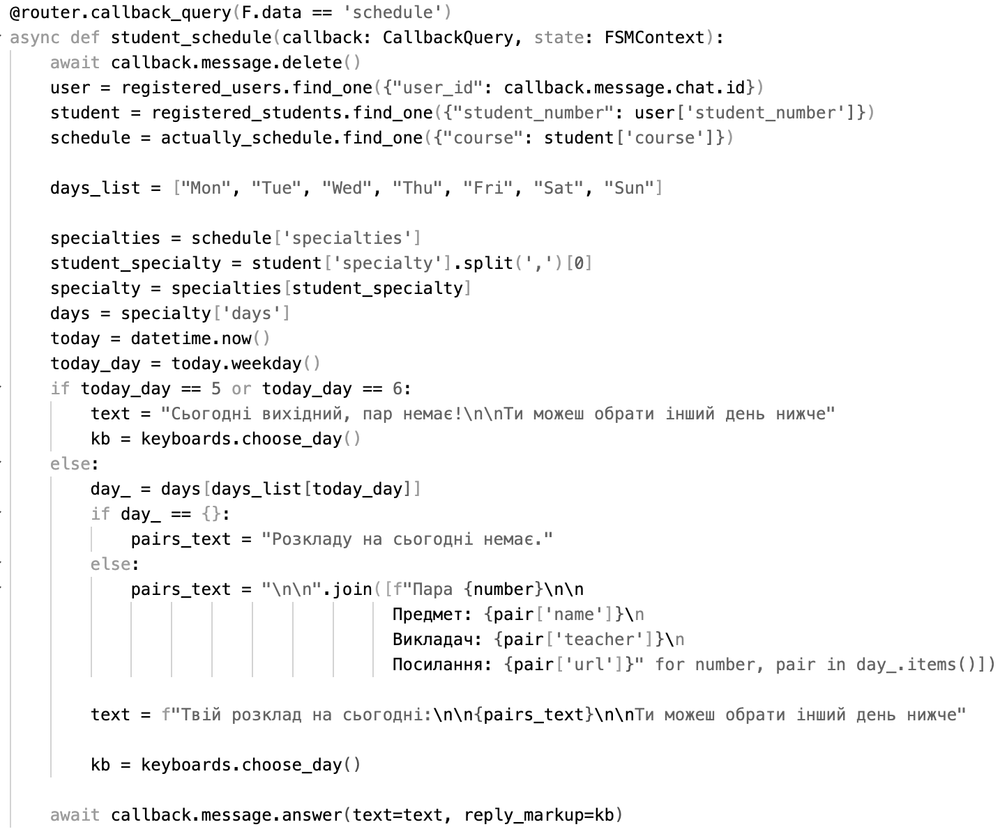 @router.callback_query(F.data == 'schedule')
async def student_schedule(callback: CallbackQuery, state: FSMContext):
    await callback.message.delete()
    user = registered_users.find_one({"user_id": callback.message.chat.id})
    student = registered_students.find_one({"student_number": user['student_number']})
    schedule = actually_schedule.find_one({"course": student['course']})

    days_list = ["Mon", "Tue", "Wed", "Thu", "Fri", "Sat", "Sun"]

    specialties = schedule['specialties']
    student_specialty = student['specialty'].split(',')[0]
    specialty = specialties[student_specialty]
    days = specialty['days']
    today = datetime.now()
    today_day = today.weekday()
    if today_day == 5 or today_day == 6:
        text = "Сьогодні вихідний, пар немає!\n\nТи можеш обрати інший день нижче"
        kb = keyboards.choose_day()
    else:
        day_ = days[days_list[today_day]]
        if day_ == {}:
            pairs_text = "Розкладу на сьогодні немає."
        else:
            pairs_text = "\n\n".join([f"Пара {number}\n\n
                                      Предмет: {pair['name']}\n
                                      Викладач: {pair['teacher']}\n
                                      Посилання: {pair['url']}" for number, pair in day_.items()])

        text = f"Твій розклад на сьогодні:\n\n{pairs_text}\n\nТи можеш обрати інший день нижче"

        kb = keyboards.choose_day()

    await callback.message.answer(text=text, reply_markup=kb)